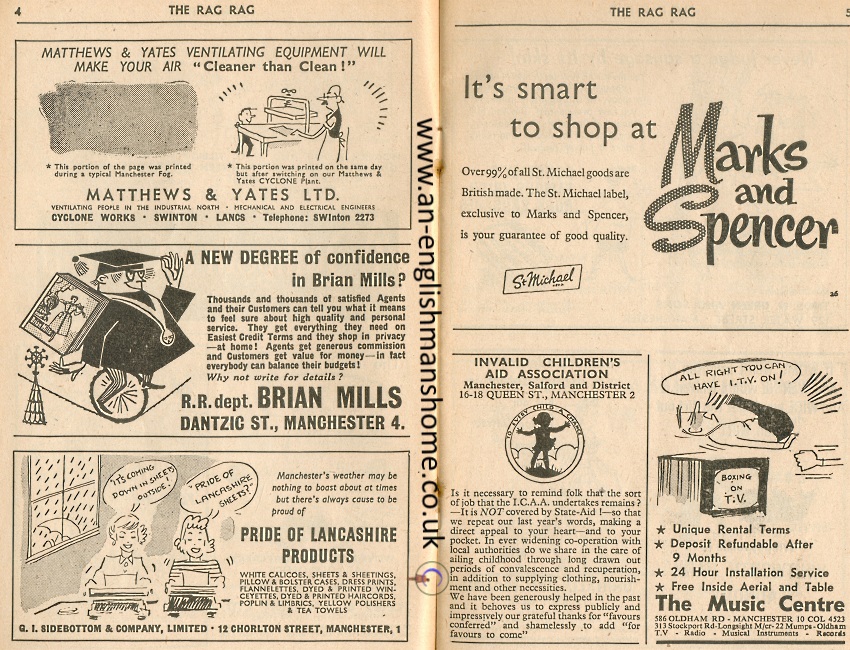 4
THE RAG RAG
MATTHEWS & YATES VENTILATING EQUIPMENT WILL
MAKE YOUR AIR "Cleaner than Clean!"
* This portion of the page was printed
during a typical Manchester Fog.
* This portion was printed on the same day
but after switching on our Matthews &
Yates CYCLONE Plant.
MATTHEWS & YATES LTD.
VENTILATING PEOPLE IN THE INDUSTRIAL NORTH · MECHANICAL AND ELECTRICAL ENGINEERS
CYCLONE WORKS · SWINTON · LANCS · Telephone: SWInton 2273
A NEW DEGREE of confidence
in Brian Mills?
Thousands and thousands of satisfied Agents
and their Customers can tell you what it means
to feel sure about high quality and personal
service. They get everything they need on
Easiest Credit Terms and they shop in privacy
—at home! Agents get generous commission
and Customers get value for money—in fact
everybody can balance their budgets!
Why not write for details?
R.R. dept. BRIAN MILLS
DANTZIC ST., MANCHESTER 4.
"IT'S COMING
DOWN IN SHEETS
OUTSIDE!"
"PRIDE OF
LANCASHIRE
SHEETS?"
Manchester's weather may be
nothing to boast about at times
but there's always cause to be
proud of
PRIDE OF LANCASHIRE
PRODUCTS
WHITE CALICOES, SHEETS & SHEETINGS,
PILLOW & BOLSTER CASES, DRESS PRINTS,
FLANNELETTES, DYED & PRINTED WIN-
CEYETTES, DYED & PRINTED HAIRCORDS,
POPLIN & LIMBRICS, YELLOW POLISHERS
& TEA TOWELS
G. I. SIDEBOTTOM & COMPANY, LIMITED · 12 CHORLTON STREET, MANCHESTER, 1
www.an-englishmanshome.co.uk
THE RAG RAG
5
It's smart
to shop at
Marks
and
Spencer
Over 99% of all St. Michael goods are
British made. The St. Michael label,
exclusive to Marks and Spencer,
is your guarantee of good quality.
St Michael
26
INVALID CHILDREN'S
AID ASSOCIATION
Manchester, Salford and District
16-18 QUEEN ST., MANCHESTER 2
TO EVERY CHILD A CHANCE
Is it necessary to remind folk that the sort
of job that the I.C.A.A. undertakes remains?
—It is NOT covered by State-Aid!—so that
we repeat our last year's words, making a
direct appeal to your heart—and to your
pocket. In ever widening co-operation with
local authorities do we share in the care of
ailing childhood through long drawn out
periods of convalescence and recuperation,
in addition to supplying clothing, nourish-
ment and other necessities.
We have been generously helped in the past
and it behoves us to express publicly and
impressively our grateful thanks for "favours
conferred" and shamelessly to add "for
favours to come"
ALL RIGHT YOU CAN
HAVE I.T.V. ON!
BOXING
ON
T.V.
★ Unique Rental Terms
★ Deposit Refundable After
9 Months
★ 24 Hour Installation Service
★ Free Inside Aerial and Table
The Music Centre
586 OLDHAM RD - MANCHESTER 10 COL 4523
313 Stockport Rd-Longsight M/cr-22 Mumps-Oldham
T.V - Radio - Musical Instruments - Records